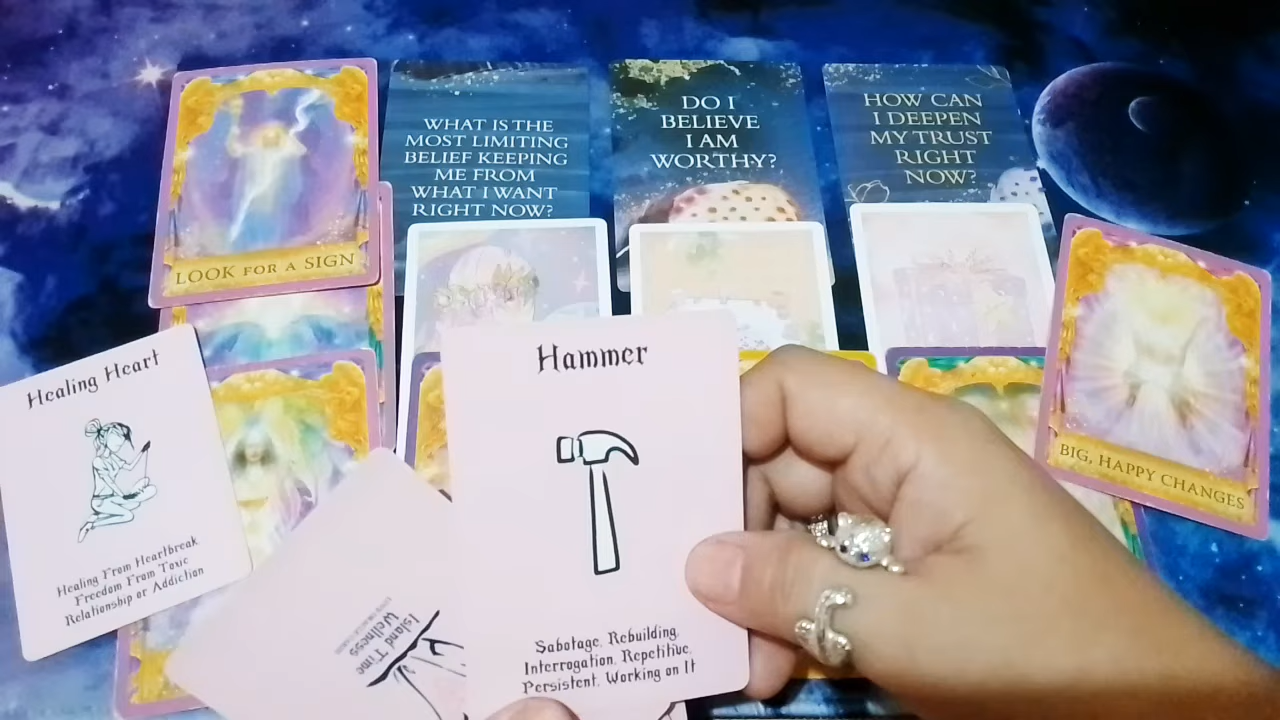 LOOK FOR A SIGN
WHAT IS THE
MOST LIMITING
BELIEF KEEPING
ME FROM
WHAT I WANT
RIGHT NOW?
DO I
BELIEVE
I AM
WORTHY?
HOW CAN
I DEEPEN
MY TRUST
RIGHT
NOW?
BIG, HAPPY CHANGES
Healing Heart
Healing From Heartbreak
Freedom From Toxic
Relationship or Addiction
Hammer
Sabotage, Rebuilding,
Interrogation, Repetitive,
Persistent, Working on It
Island Time
Wellness